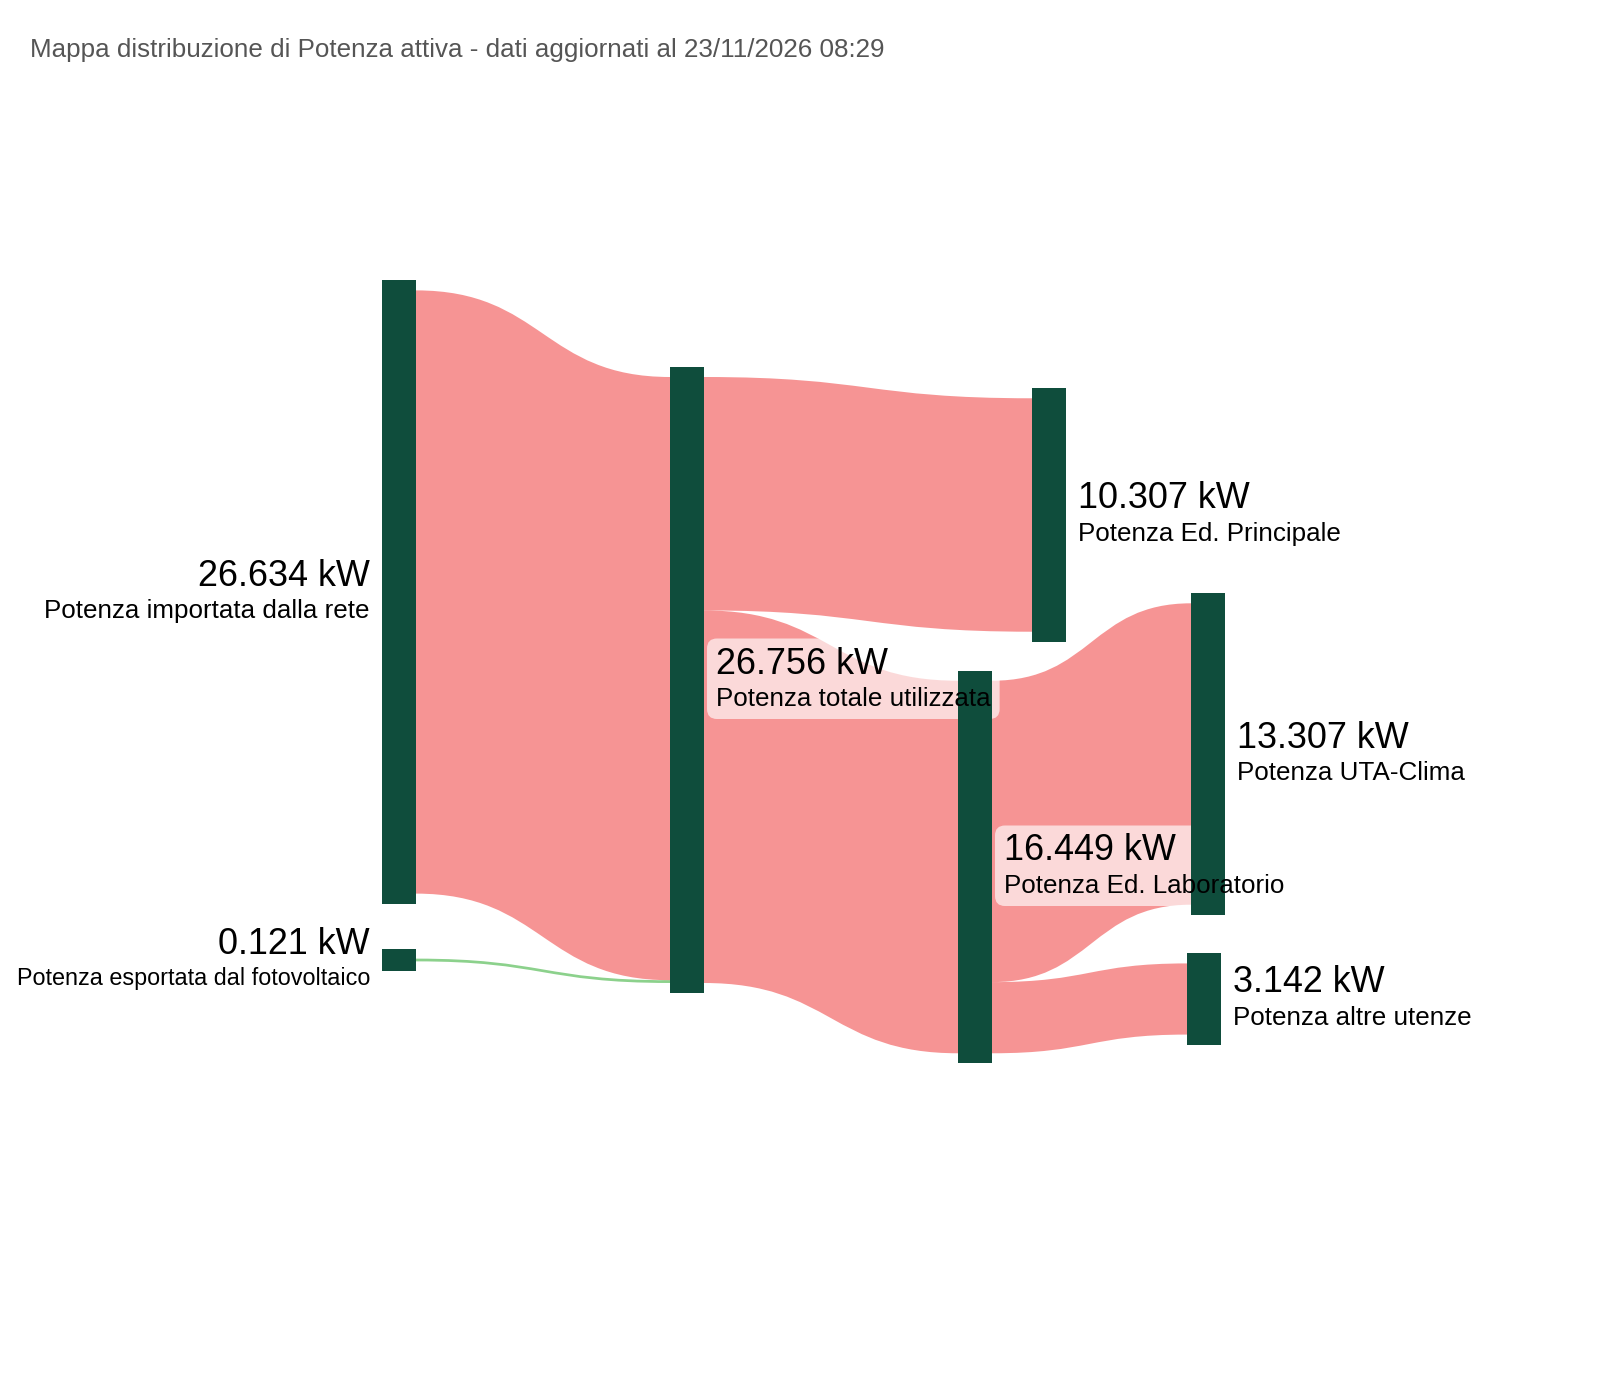 Mappa distribuzione di Potenza attiva - dati aggiornati al 23/11/2026 08:29
10.307 kW
Potenza Ed. Principale
26.634 kW
Potenza importata dalla rete
26.756 kW
Potenza totale utilizzata
13.307 kW
Potenza UTA-Clima
16.449 kW
Potenza Ed. Laboratorio
0.121 kW
Potenza esportata dal fotovoltaico
3.142 kW
Potenza altre utenze